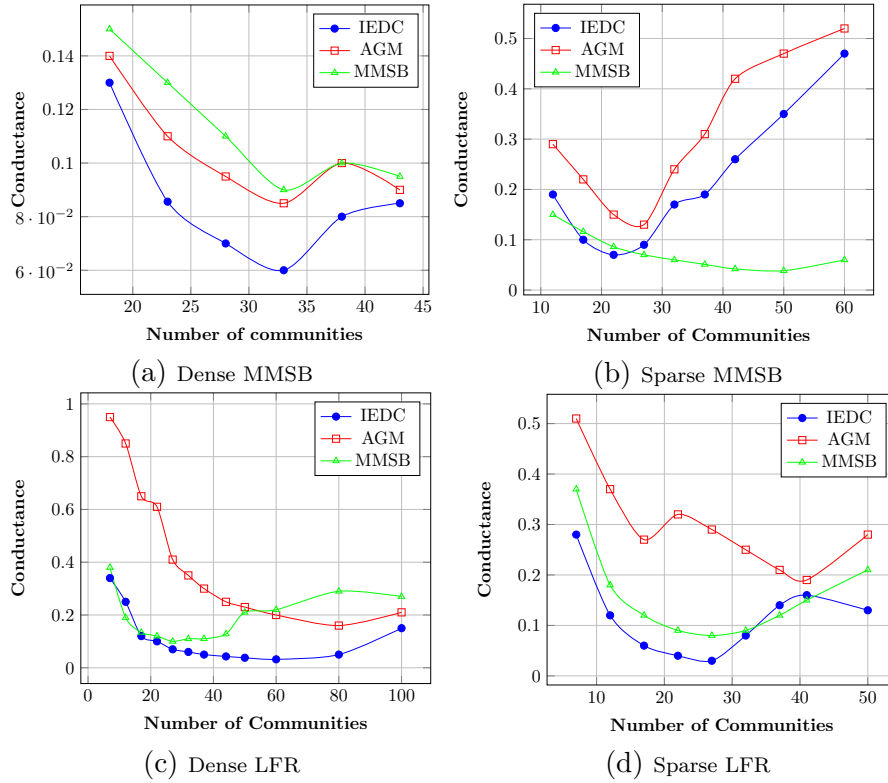 0.14
0.12
0.1
8 · 10⁻²
6 · 10⁻²
Conductance
IEDC
AGM
MMSB
20 25 30 35 40 45
Number of communities
(a) Dense MMSB
0.5
0.4
0.3
0.2
0.1
0
Conductance
IEDC
AGM
MMSB
10 20 30 40 50 60
Number of Communities
(b) Sparse MMSB
1
0.8
0.6
0.4
0.2
0
Conductance
IEDC
AGM
MMSB
0 20 40 60 80 100
Number of Communities
(c) Dense LFR
0.5
0.4
0.3
0.2
0.1
0
Conductance
IEDC
AGM
MMSB
10 20 30 40 50
Number of Communities
(d) Sparse LFR